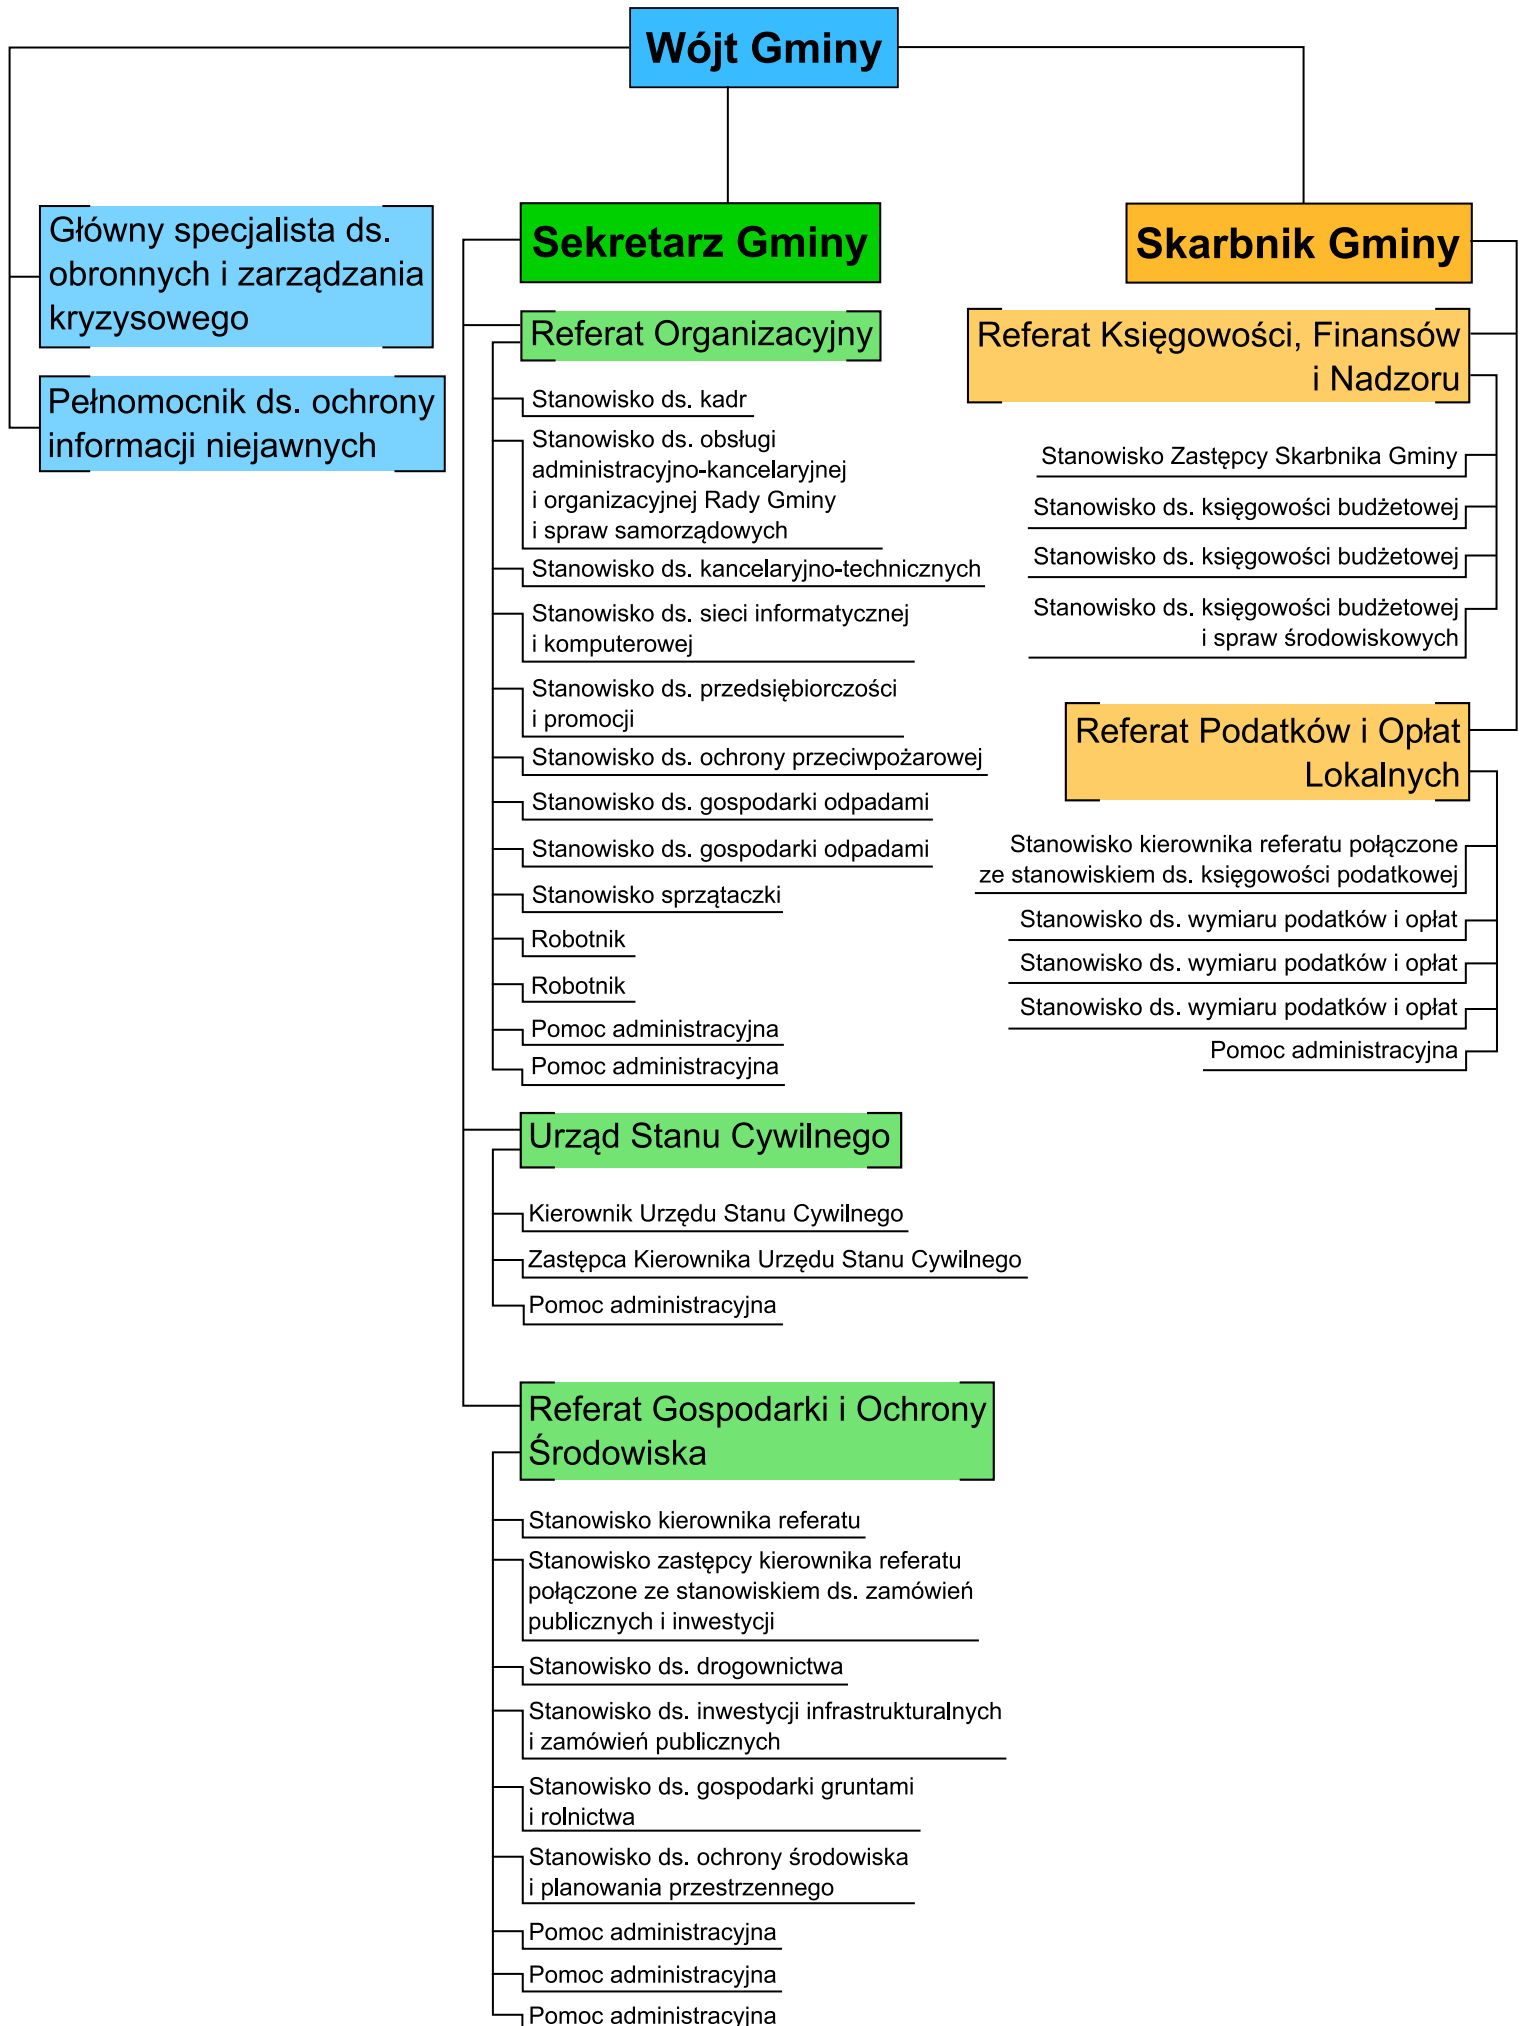 Wójt Gminy
Główny specjalista ds.
obronnych i zarządzania
kryzysowego
Pełnomocnik ds. ochrony
informacji niejawnych
Sekretarz Gminy
Referat Organizacyjny
Stanowisko ds. kadr
Stanowisko ds. obsługi
administracyjno-kancelaryjnej
i organizacyjnej Rady Gminy
i spraw samorządowych
Stanowisko ds. kancelaryjno-technicznych
Stanowisko ds. sieci informatycznej
i komputerowej
Stanowisko ds. przedsiębiorczości
i promocji
Stanowisko ds. ochrony przeciwpożarowej
Stanowisko ds. gospodarki odpadami
Stanowisko ds. gospodarki odpadami
Stanowisko sprzątaczki
Robotnik
Robotnik
Pomoc administracyjna
Pomoc administracyjna
Urząd Stanu Cywilnego
Kierownik Urzędu Stanu Cywilnego
Zastępca Kierownika Urzędu Stanu Cywilnego
Pomoc administracyjna
Referat Gospodarki i Ochrony
Środowiska
Stanowisko kierownika referatu
Stanowisko zastępcy kierownika referatu
połączone ze stanowiskiem ds. zamówień
publicznych i inwestycji
Stanowisko ds. drogownictwa
Stanowisko ds. inwestycji infrastrukturalnych
i zamówień publicznych
Stanowisko ds. gospodarki gruntami
i rolnictwa
Stanowisko ds. ochrony środowiska
i planowania przestrzennego
Pomoc administracyjna
Pomoc administracyjna
Pomoc administracyjna
Skarbnik Gminy
Referat Księgowości, Finansów
i Nadzoru
Stanowisko Zastępcy Skarbnika Gminy
Stanowisko ds. księgowości budżetowej
Stanowisko ds. księgowości budżetowej
Stanowisko ds. księgowości budżetowej
i spraw środowiskowych
Referat Podatków i Opłat
Lokalnych
Stanowisko kierownika referatu połączone
ze stanowiskiem ds. księgowości podatkowej
Stanowisko ds. wymiaru podatków i opłat
Stanowisko ds. wymiaru podatków i opłat
Stanowisko ds. wymiaru podatków i opłat
Pomoc administracyjna